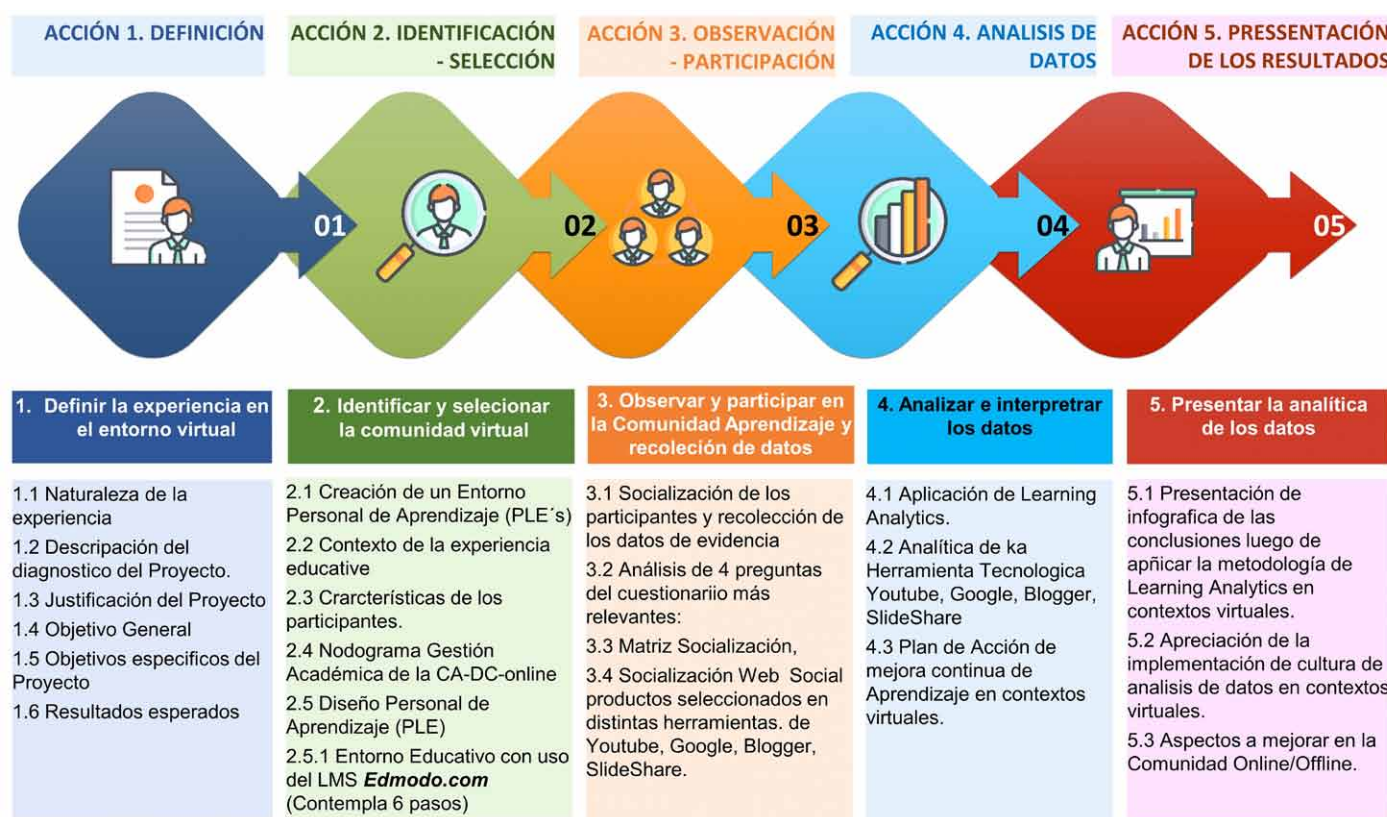 ACCIÓN 1. DEFINICIÓN
ACCIÓN 2. IDENTIFICACIÓN
- SELECCIÓN
ACCIÓN 3. OBSERVACIÓN
- PARTICIPACIÓN
ACCIÓN 4. ANALISIS DE
DATOS
ACCIÓN 5. PRESSENTACIÓN
DE LOS RESULTADOS
01
02
03
04
05
1. Definir la experiencia en
el entorno virtual
1.1 Naturaleza de la
experiencia
1.2 Descripación del
diagnostico del Proyecto.
1.3 Justificación del Proyecto
1.4 Objetivo General
1.5 Objetivos especificos del
Proyecto
1.6 Resultados esperados
2. Identificar y selecionar
la comunidad virtual
2.1 Creación de un Entorno
Personal de Aprendizaje (PLE´s)
2.2 Contexto de la experiencia
educative
2.3 Crarcterísticas de los
participantes.
2.4 Nodograma Gestión
Académica de la CA-DC-online
2.5 Diseño Personal de
Aprendizaje (PLE)
2.5.1 Entorno Educativo con uso
del LMS Edmodo.com
(Contempla 6 pasos)
3. Observar y participar en
la Comunidad Aprendizaje y
recoleción de datos
3.1 Socialización de los
participantes y recolección de
los datos de evidencia
3.2 Análisis de 4 preguntas
del cuestionariio más
relevantes:
3.3 Matriz Socialización,
3.4 Socialización Web Social
productos seleccionados en
distintas herramientas. de
Youtube, Google, Blogger,
SlideShare.
4. Analizar e interpretrar
los datos
4.1 Aplicación de Learning
Analytics.
4.2 Analítica de ka
Herramienta Tecnologica
Youtube, Google, Blogger,
SlideShare
4.3 Plan de Acción de
mejora continua de
Aprendizaje en contextos
virtuales.
5. Presentar la analítica
de los datos
5.1 Presentación de
infografica de las
conclusiones luego de
apñicar la metodología de
Learning Analytics en
contextos virtuales.
5.2 Apreciación de la
implementación de cultura de
analisis de datos en contextos
virtuales.
5.3 Aspectos a mejorar en la
Comunidad Online/Offline.